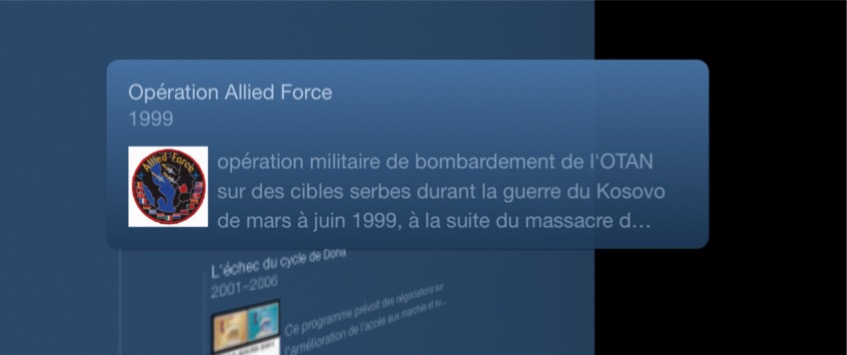 Opération Allied Force
1999
Allied Force
opération militaire de bombardement de l'OTAN
sur des cibles serbes durant la guerre du Kosovo
de mars à juin 1999, à la suite du massacre d...
L'échec du cycle de Doha
2001–2006
Ce programme prévoit des négociations sur
l'amélioration de l'accès aux marchés et su...